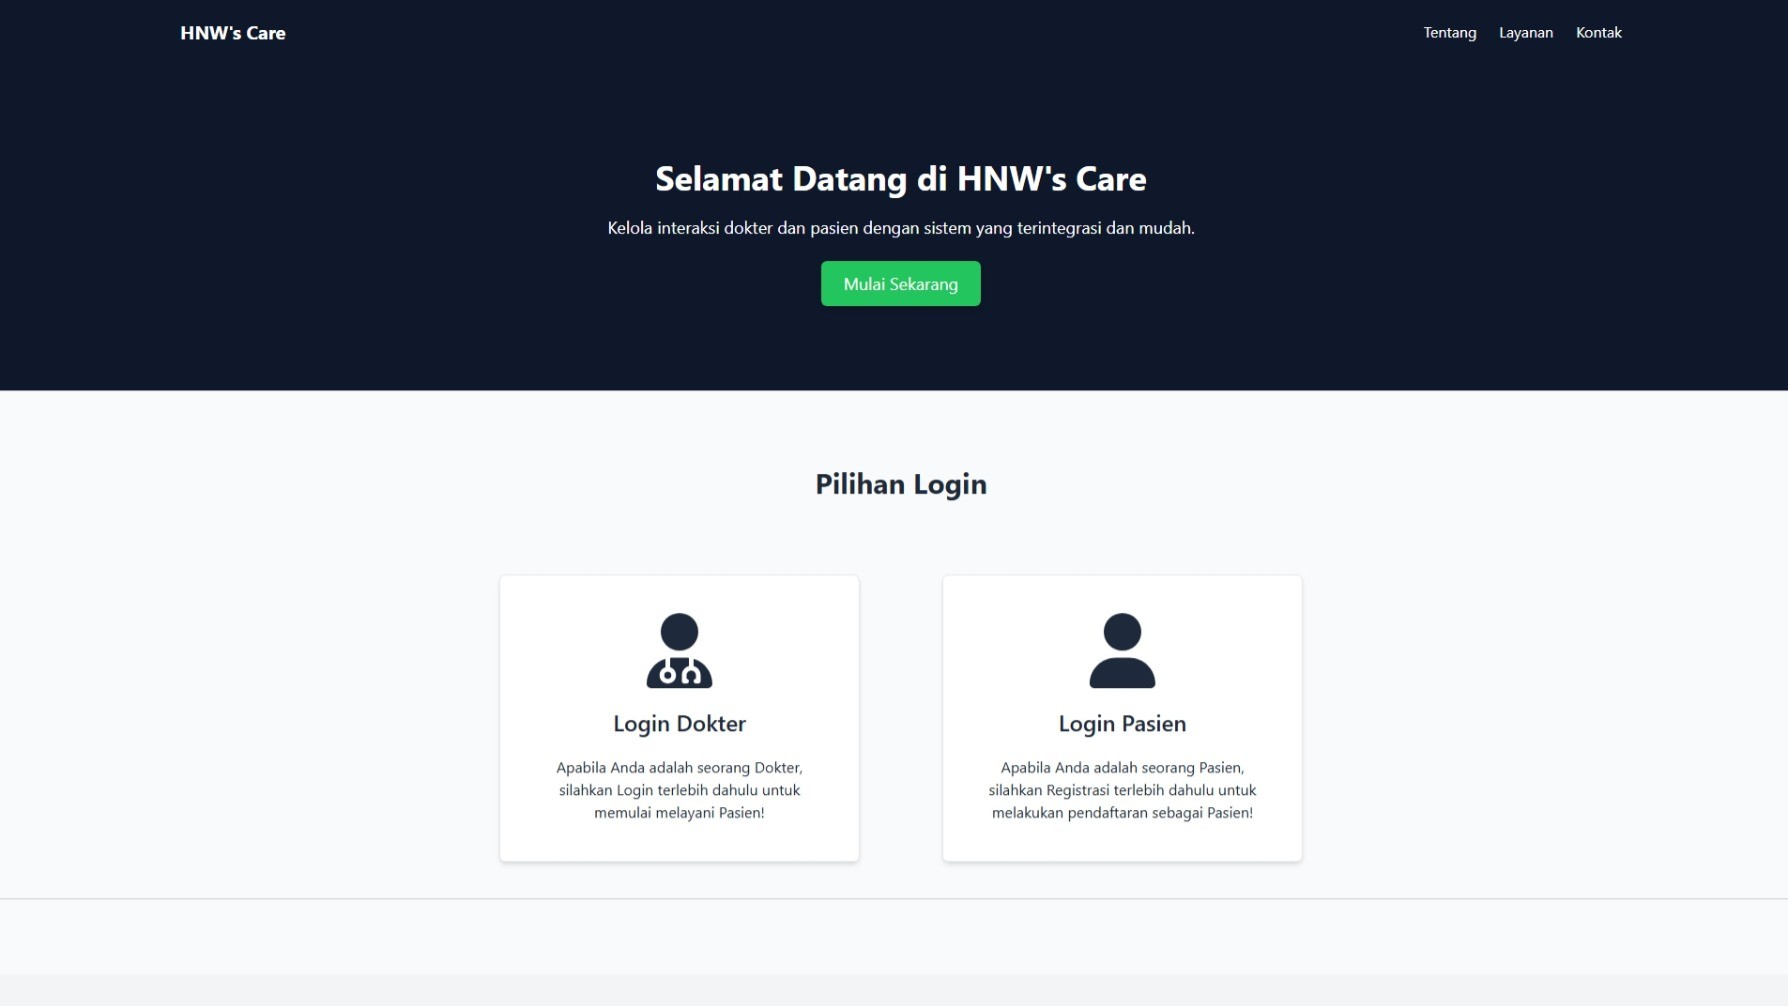 HNW's Care
Tentang
Layanan
Kontak
Selamat Datang di HNW's Care
Kelola interaksi dokter dan pasien dengan sistem yang terintegrasi dan mudah.
Mulai Sekarang
Pilihan Login
Login Dokter
Apabila Anda adalah seorang Dokter,
silahkan Login terlebih dahulu untuk
memulai melayani Pasien!
Login Pasien
Apabila Anda adalah seorang Pasien,
silahkan Registrasi terlebih dahulu untuk
melakukan pendaftaran sebagai Pasien!